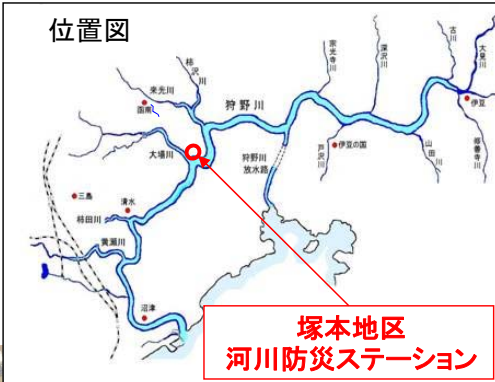 位置図
来光川
柿沢川
函南
狩野川
宗光寺川
深沢川
古川
大見川
伊豆
修善寺川
山田川
伊豆の国
戸沢川
狩野川
放水路
大場川
三島
清水
柿田川
黄瀬川
沼津
塚本地区
河川防災ステーション